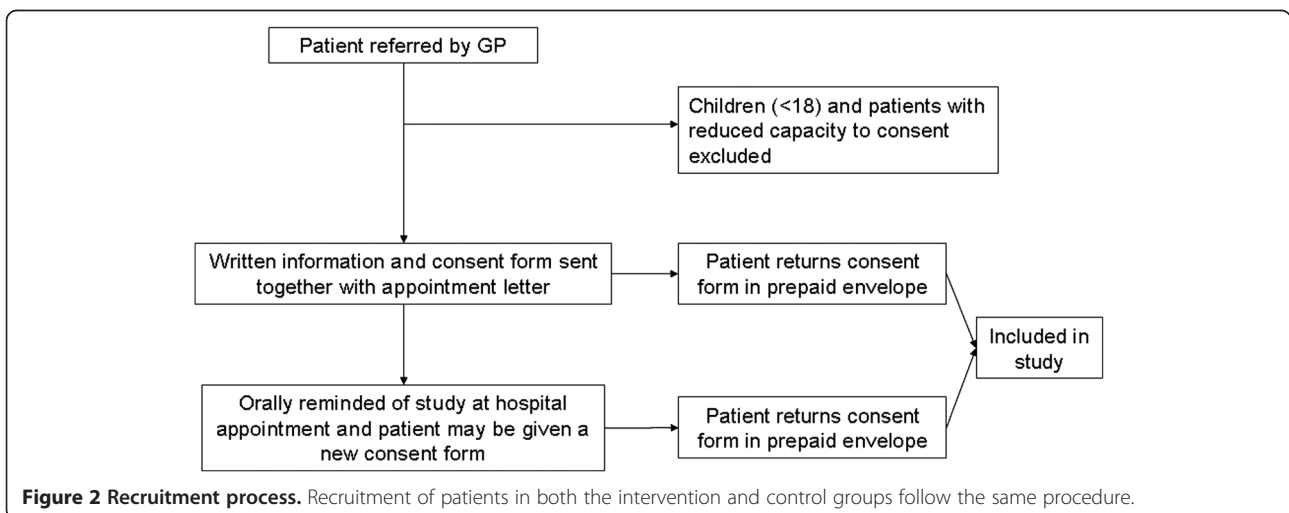 Patient referred by GP
Children (<18) and patients with
reduced capacity to consent
excluded
Written information and consent form sent
together with appointment letter
Patient returns consent
form in prepaid envelope
Included in
study
Orally reminded of study at hospital
appointment and patient may be given a
new consent form
Patient returns consent
form in prepaid envelope
Figure 2 Recruitment process. Recruitment of patients in both the intervention and control groups follow the same procedure.